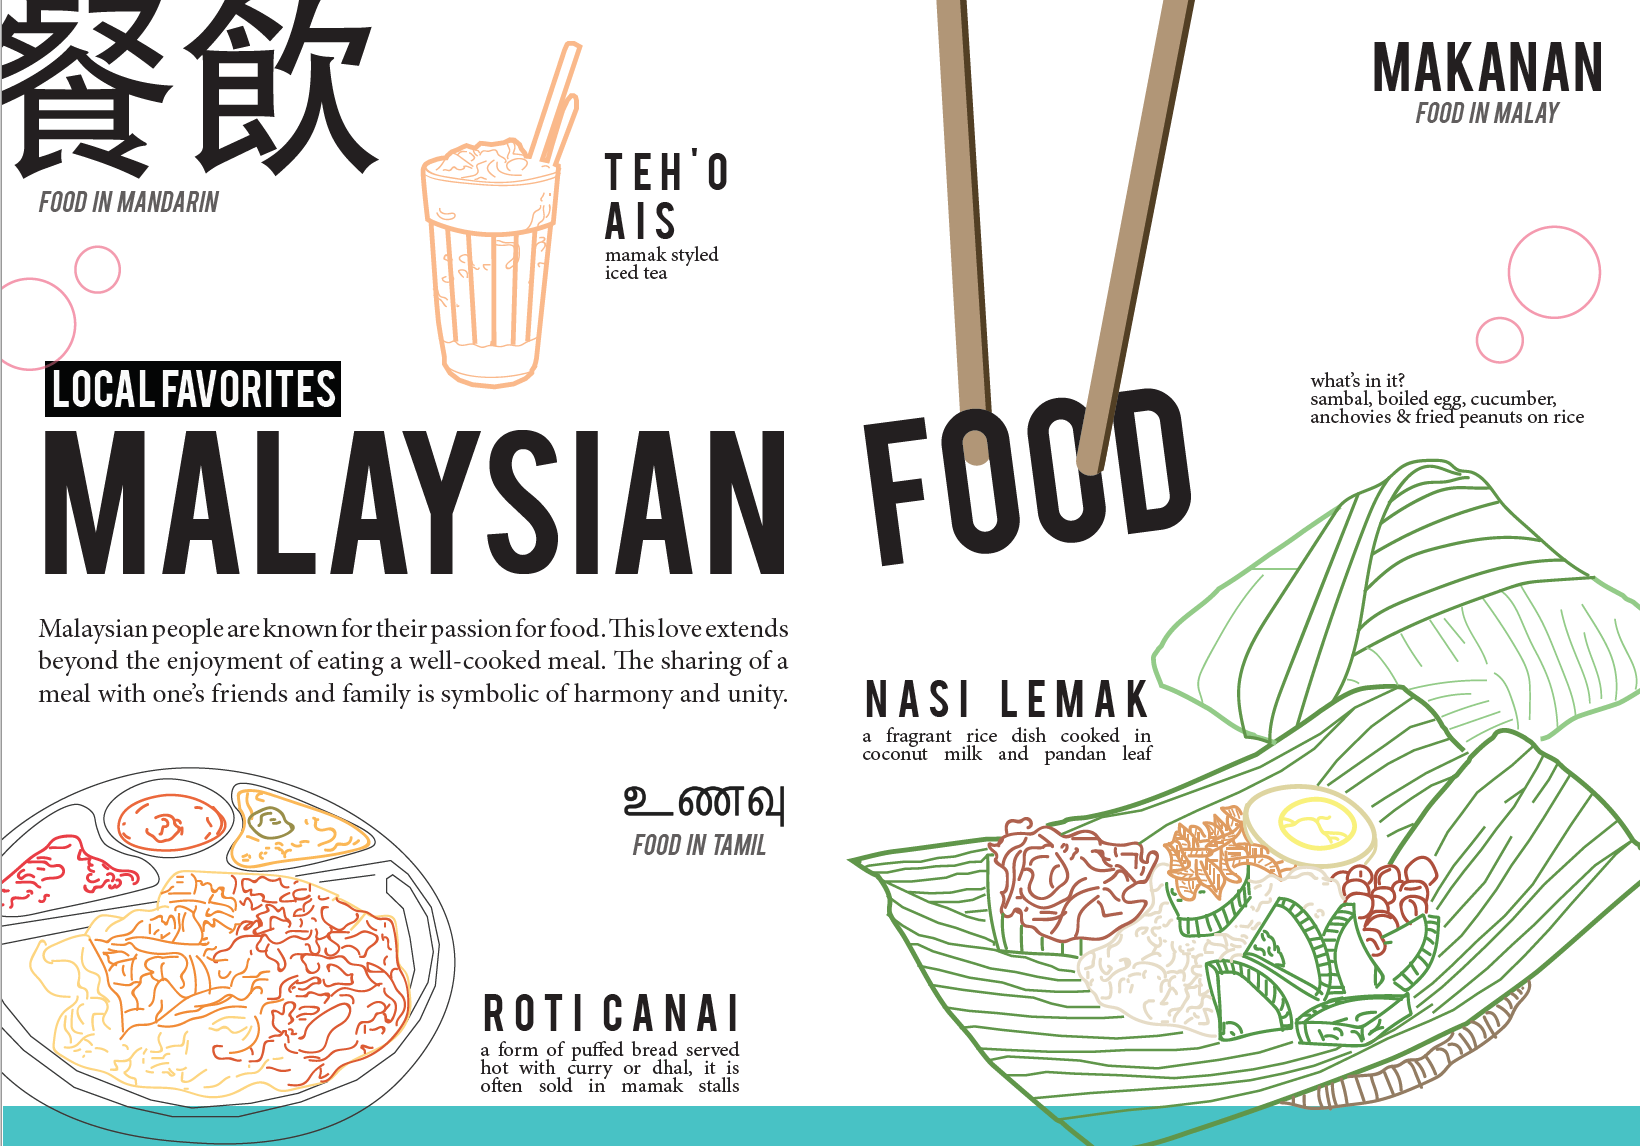 餐飲
FOOD IN MANDARIN
TEH'O
AIS
mamak styled
iced tea
MAKANAN
FOOD IN MALAY
LOCAL FAVORITES
MALAYSIAN FOOD
Malaysian people are known for their passion for food. This love extends
beyond the enjoyment of eating a well-cooked meal. The sharing of a
meal with one's friends and family is symbolic of harmony and unity.
what's in it?
sambal, boiled egg, cucumber,
anchovies & fried peanuts on rice
NASI LEMAK
a fragrant rice dish cooked in
coconut milk and pandan leaf
உணவு
FOOD IN TAMIL
ROTI CANAI
a form of puffed bread served
hot with curry or dhal, it is
often sold in mamak stalls